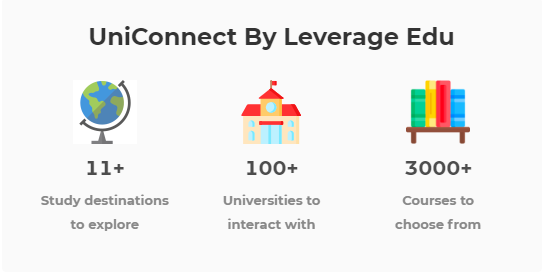 UniConnect By Leverage Edu
11+
Study destinations
to explore
100+
Universities to
interact with
3000+
Courses to
choose from